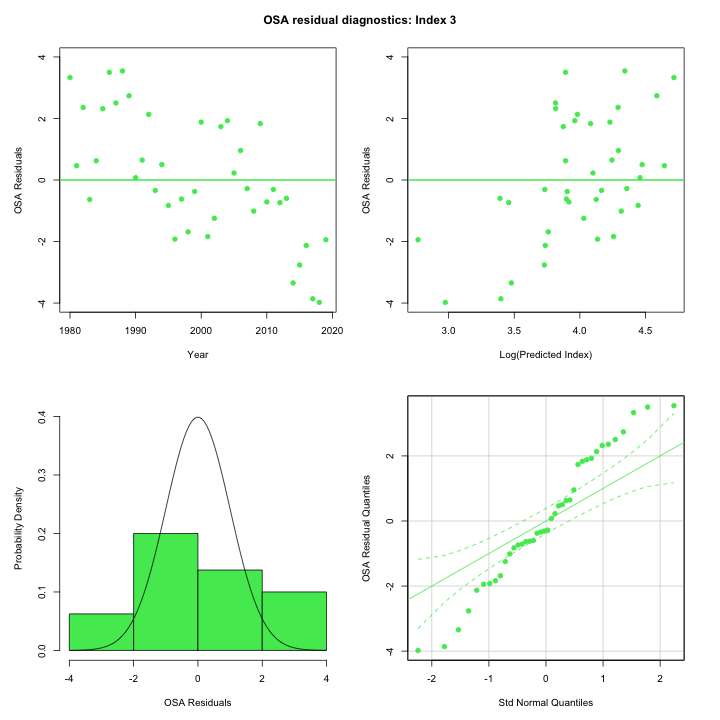 OSA residual diagnostics: Index 3
OSA Residuals
4
2
0
-2
-4
1980 1990 2000 2010 2020
Year
OSA Residuals
4
2
0
-2
-4
3.0 3.5 4.0 4.5
Log(Predicted Index)
Probability Density
0.4
0.3
0.2
0.1
0.0
-4 -2 0 2 4
OSA Residuals
OSA Residual Quantiles
2
0
-2
-4
-2 -1 0 1 2
Std Normal Quantiles